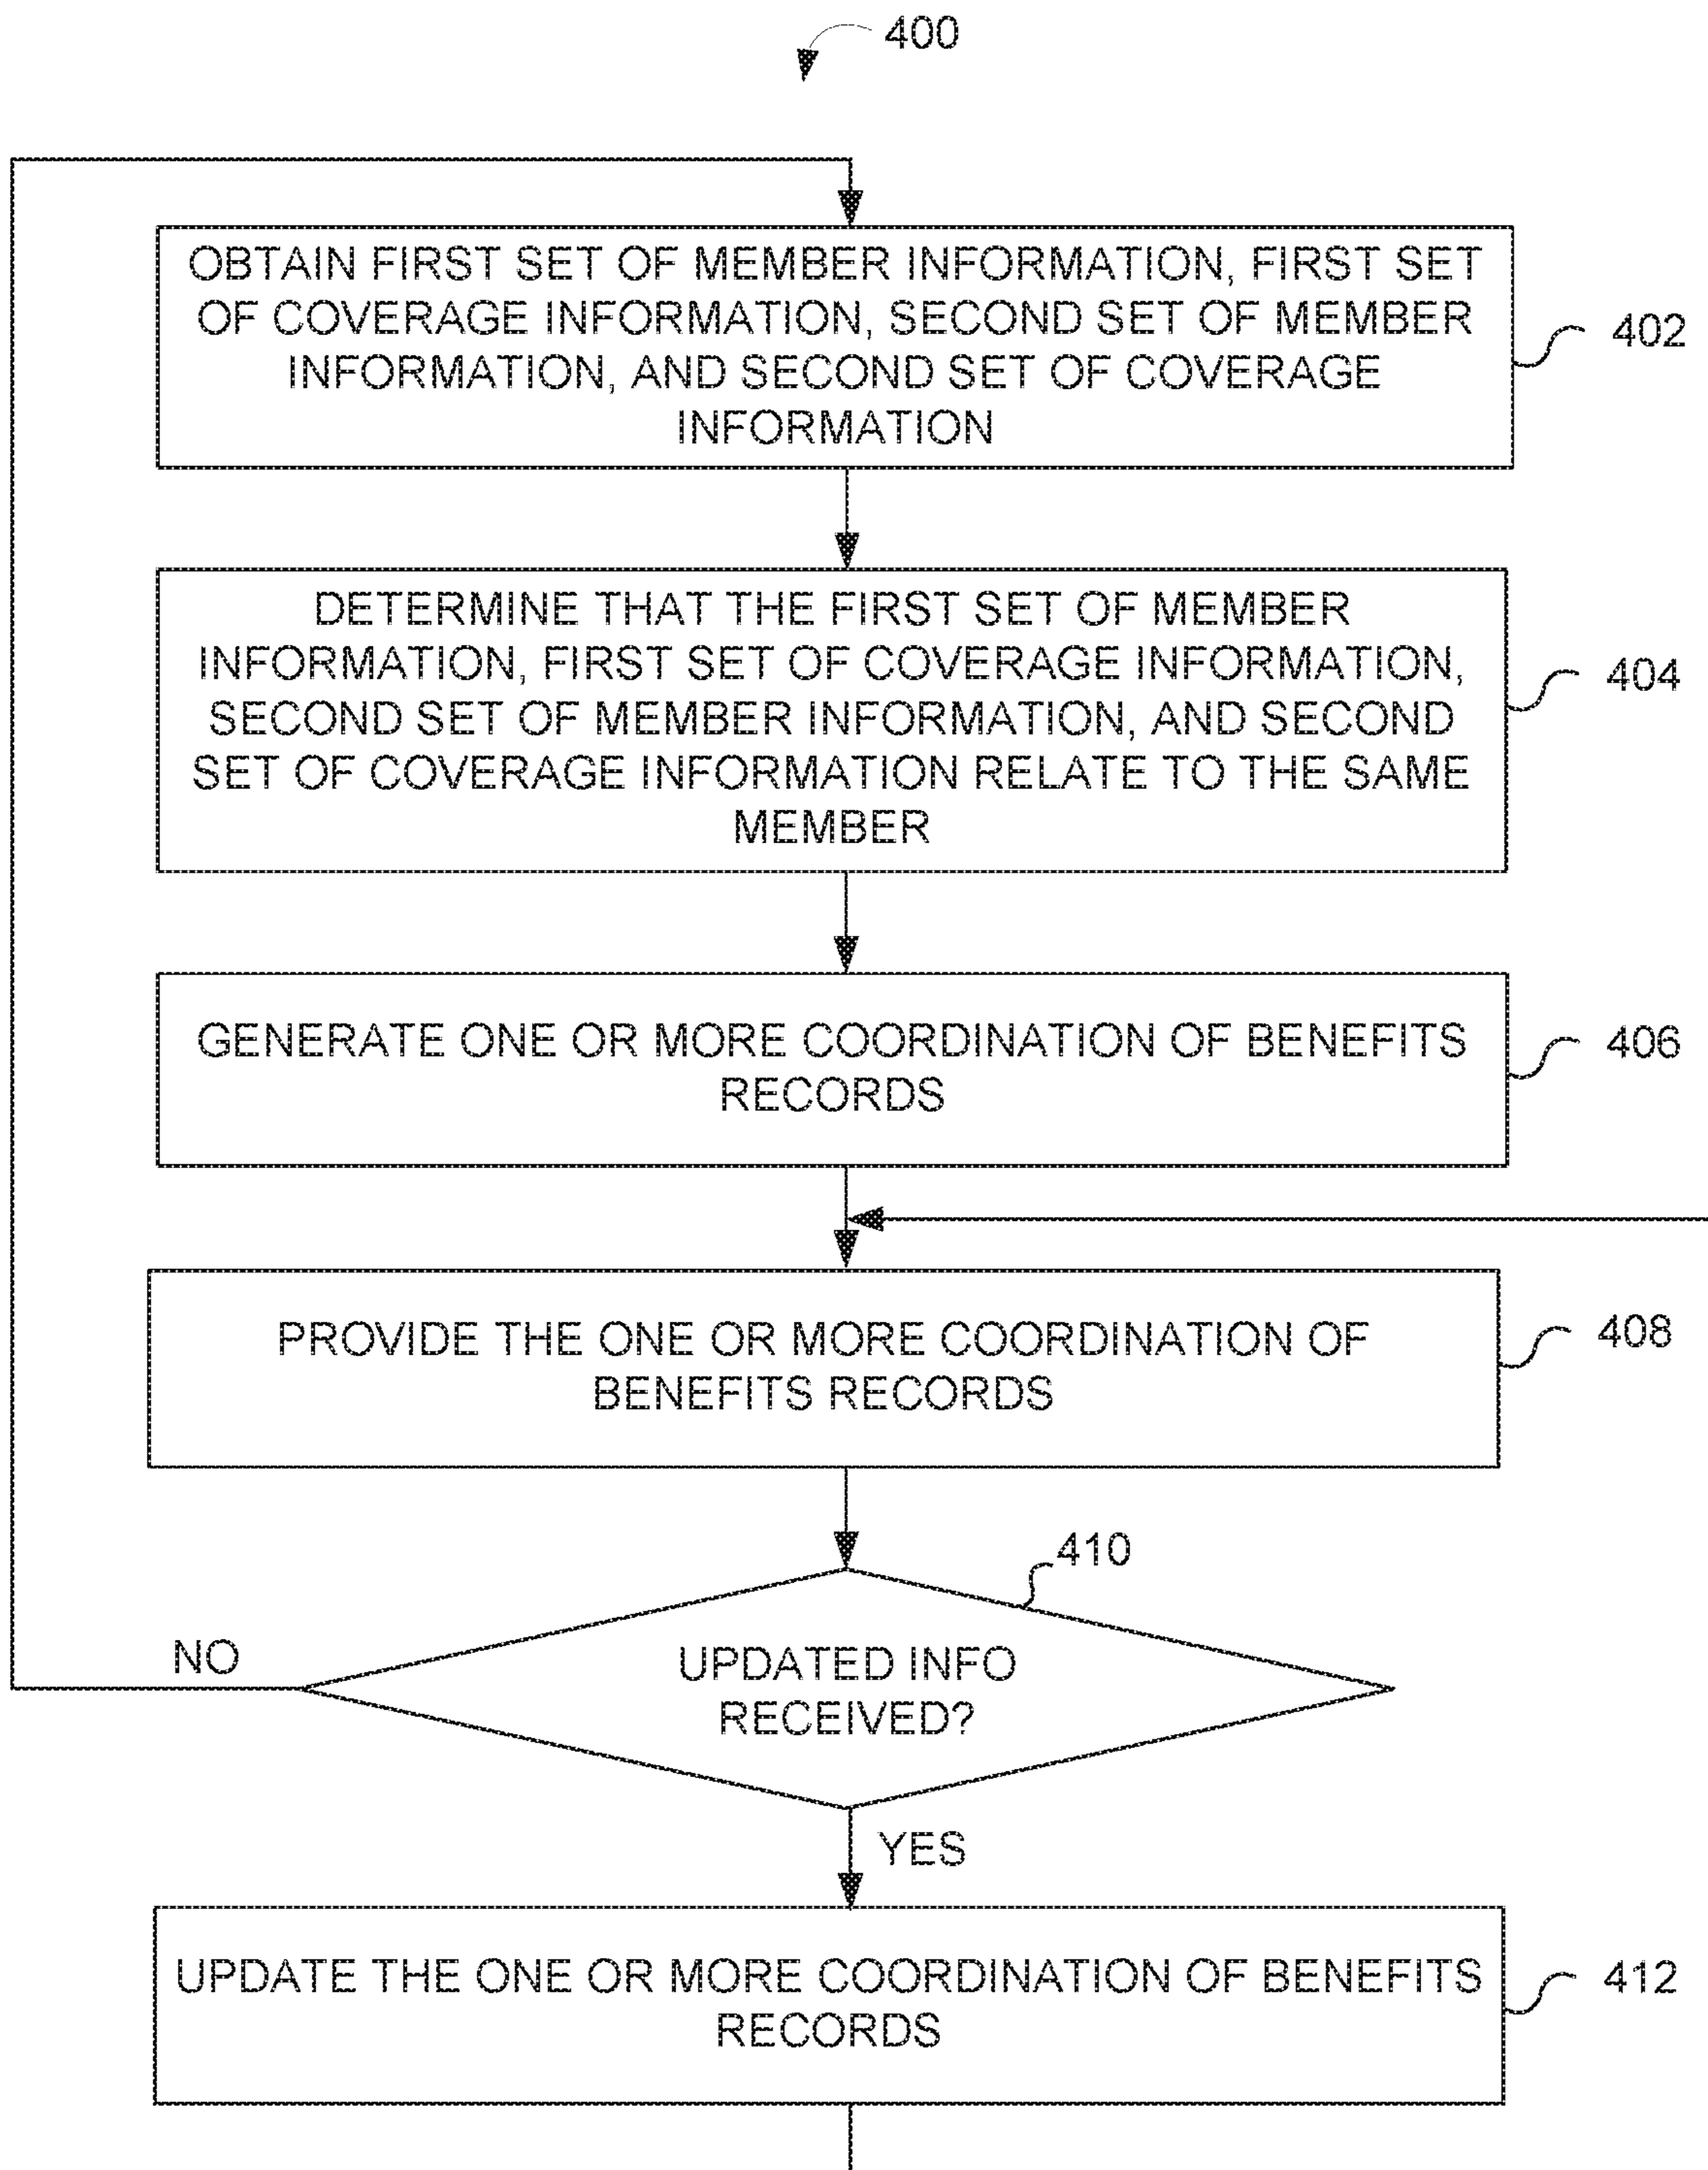 400
OBTAIN FIRST SET OF MEMBER INFORMATION, FIRST SET
OF COVERAGE INFORMATION, SECOND SET OF MEMBER
INFORMATION, AND SECOND SET OF COVERAGE
INFORMATION
402
DETERMINE THAT THE FIRST SET OF MEMBER
INFORMATION, FIRST SET OF COVERAGE INFORMATION,
SECOND SET OF MEMBER INFORMATION, AND SECOND
SET OF COVERAGE INFORMATION RELATE TO THE SAME
MEMBER
404
GENERATE ONE OR MORE COORDINATION OF BENEFITS
RECORDS
406
PROVIDE THE ONE OR MORE COORDINATION OF
BENEFITS RECORDS
408
410
NO
UPDATED INFO
RECEIVED?
YES
UPDATE THE ONE OR MORE COORDINATION OF BENEFITS
RECORDS
412